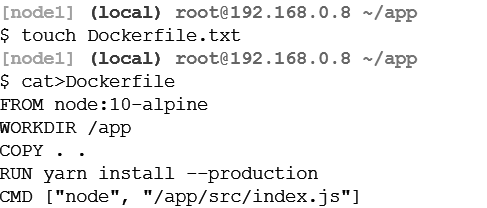 [node1] (local) root@192.168.0.8 ~/app
$ touch Dockerfile.txt
[node1] (local) root@192.168.0.8 ~/app
$ cat>Dockerfile
FROM node:10-alpine
WORKDIR /app
COPY . .
RUN yarn install --production
CMD ["node", "/app/src/index.js"]